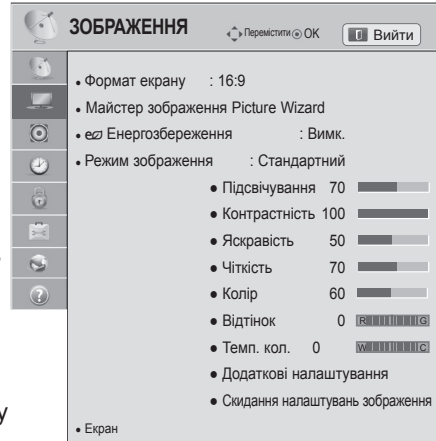 ЗОБРАЖЕННЯ Перемістити OK Вийти
• Формат екрану : 16:9
• Майстер зображення Picture Wizard
• Енергозбереження : Вимк.
• Режим зображення : Стандартний
• Підсвічування 70
• Контрастність 100
• Яскравість 50
• Чіткість 70
• Колір 60
• Відтінок 0 R G
• Темп. кол. 0 W C
• Додаткові налаштування
• Скидання налаштувань зображення
у
• Екран